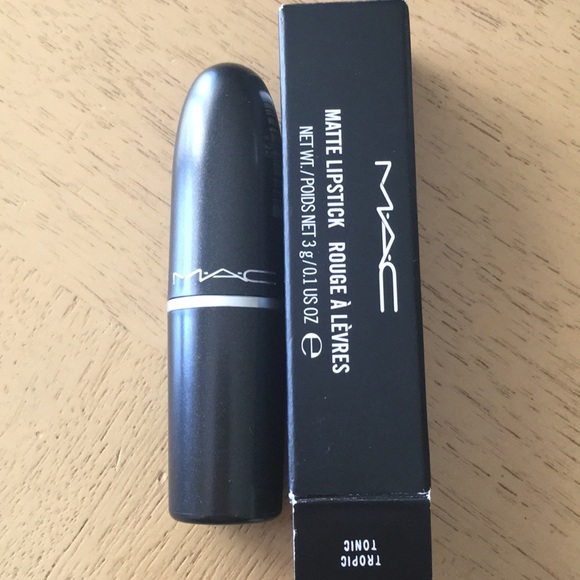 M·A·C
M·A·C
MATTE LIPSTICK ROUGE À LÈVRES
NET WT./POIDS NET 3 g/0.1 US OZ e
TROPIC
TONIC